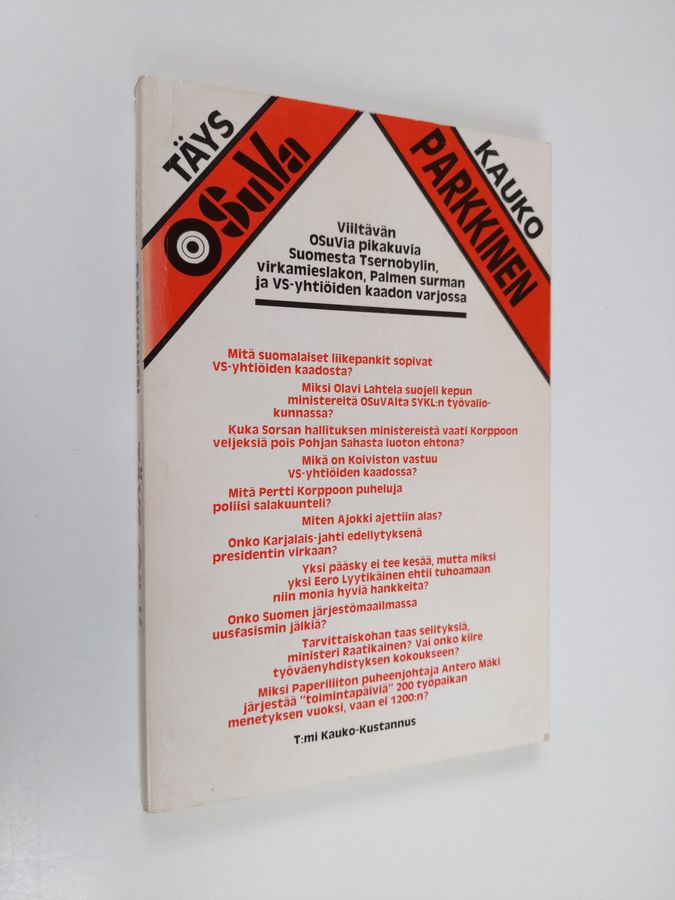 TÄYS
OSuVa
KAUKO
PARKKINEN
Viiltävän
OSuVia pikakuvia
Suomesta Tsernobylin,
virkamieslakon, Palmen surman
ja VS-yhtiöiden kaadon varjossa
Mitä suomalaiset liikepankit sopivat
VS-yhtiöiden kaadosta?
Miksi Olavi Lahtela suojeli kepun
ministereitä OSuVAlta SYKL:n työvalio-
kunnassa?
Kuka Sorsan hallituksen ministereistä vaati Korppoon
veljeksiä pois Pohjan Sahasta luoton ehtona?
Mikä on Koiviston vastuu
VS-yhtiöiden kaadossa?
Mitä Pertti Korppoon puheluja
poliisi salakuunteli?
Miten Ajokki ajettiin alas?
Onko Karjalais-jahti edellytyksenä
presidentin virkaan?
Yksi pääsky ei tee kesää, mutta miksi
yksi Eero Lyytikäinen ehtii tuhoamaan
niin monia hyviä hankkeita?
Onko Suomen järjestömaailmassa
uusfasismin jälkiä?
Tarvittaiskohan taas selityksiä,
ministeri Raatikainen? Vai onko kiire
työväenyhdistyksen kokoukseen?
Miksi Paperiliiton puheenjohtaja Antero Mäki
järjestää "toimintapäiviä" 200 työpaikan
menetyksen vuoksi, vaan ei 1200:n?
T:mi Kauko-Kustannus